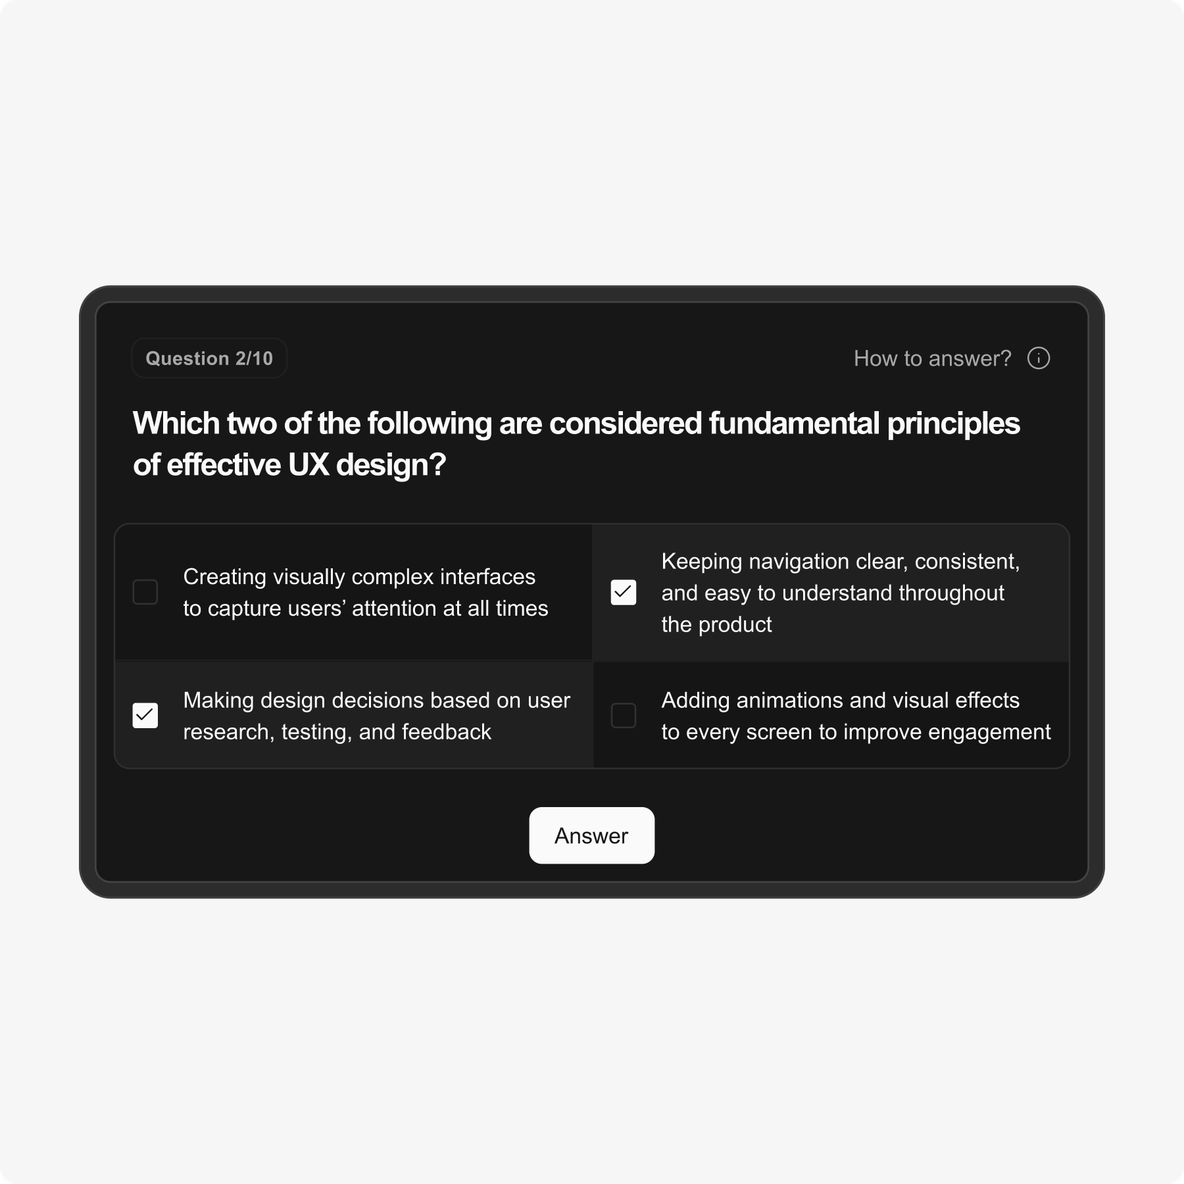 Question 2/10
How to answer?
Which two of the following are considered fundamental principles
of effective UX design?
Creating visually complex interfaces
to capture users’ attention at all times
Keeping navigation clear, consistent,
and easy to understand throughout
the product
Making design decisions based on user
research, testing, and feedback
Adding animations and visual effects
to every screen to improve engagement
Answer